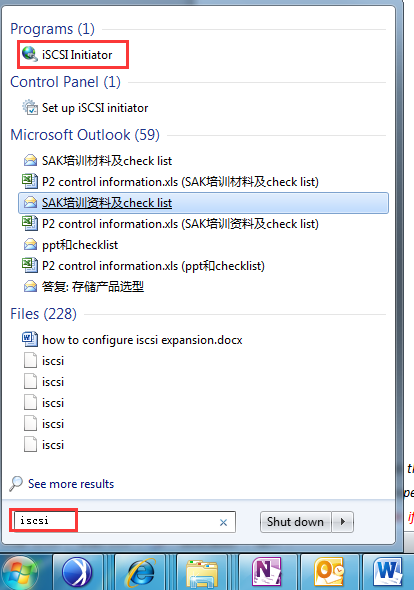 Programs (1)
iSCSI Initiator
Control Panel (1)
Set up iSCSI initiator
Microsoft Outlook (59)
SAK培训材料及check list
P2 control information.xls (SAK培训材料及check list)
SAK培训资料及check list
P2 control information.xls (SAK培训资料及check list)
ppt和checklist
P2 control information.xls (ppt和checklist)
答复: 存储产品选型
Files (228)
how to configure iscsi expansion.docx
iscsi
iscsi
iscsi
iscsi
iscsi
See more results
iscsi
Shut down